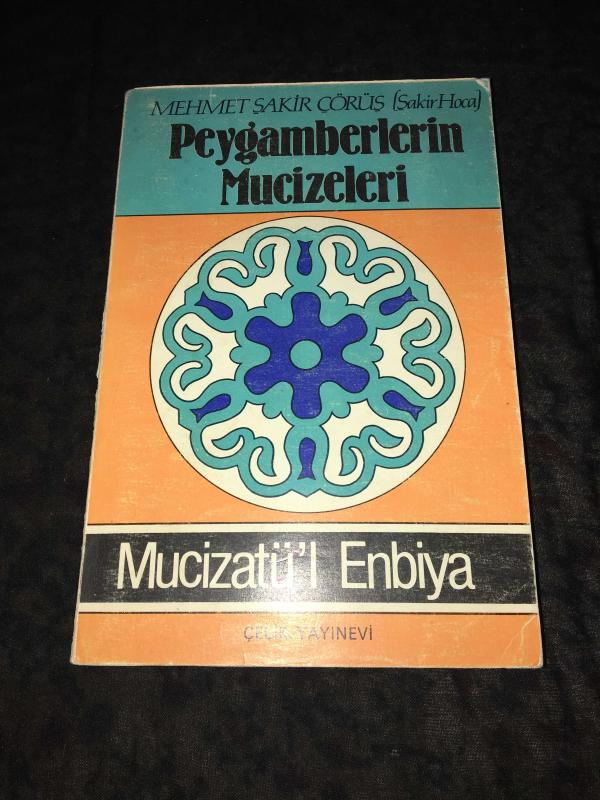 MEHMET ŞAKİR ÇÖRÜŞ (Şakir Hoca)
Peygamberlerin
Mucizeleri
Mucizatü'l Enbiya
ÇELİK YAYINEVİ